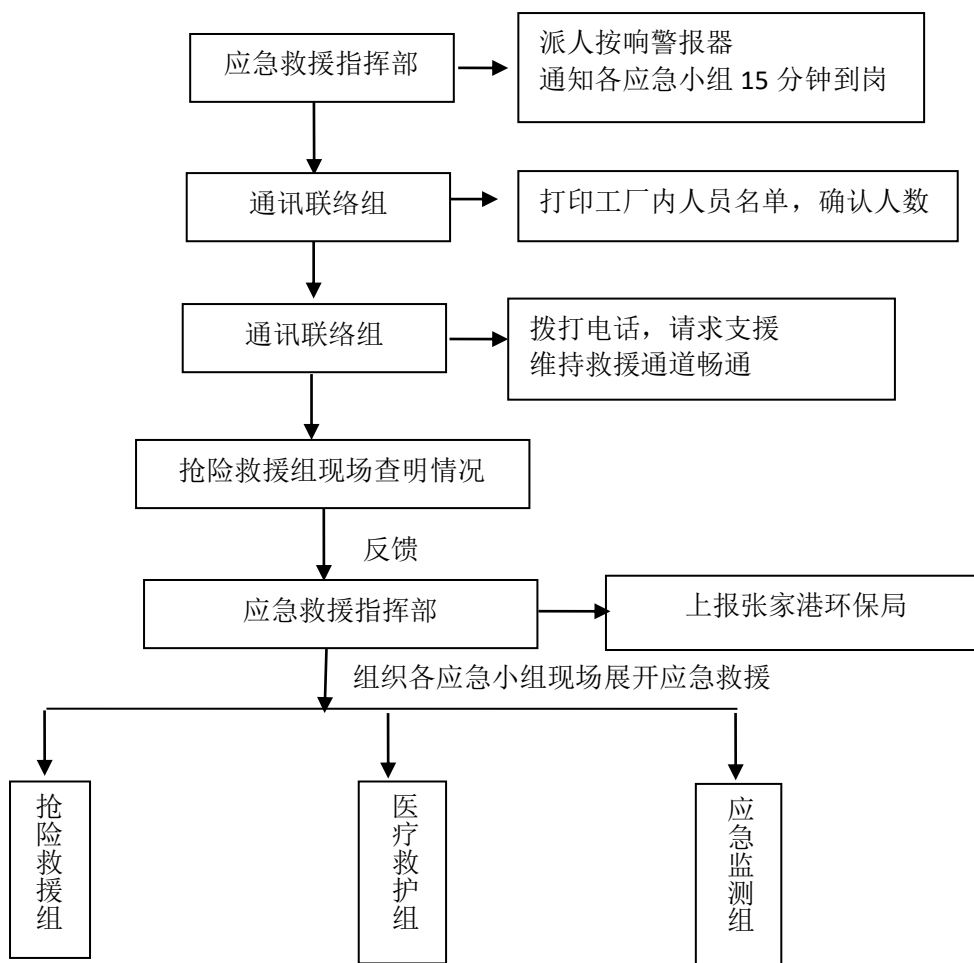 应急救援指挥部
派人按响警报器
通知各应急小组 15 分钟到岗
通讯联络组
打印工厂内人员名单，确认人数
通讯联络组
拨打电话，请求支援
维持救援通道畅通
抢险救援组现场查明情况
反馈
应急救援指挥部
上报张家港环保局
组织各应急小组现场展开应急救援
抢险救援组
医疗救护组
应急监测组